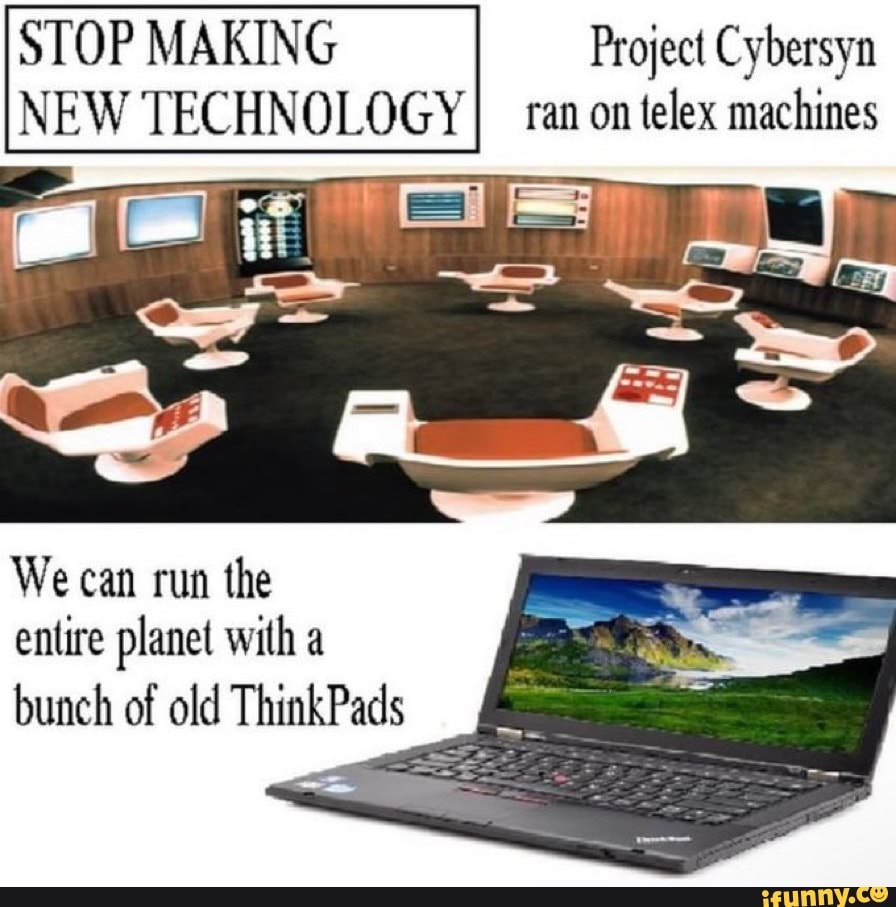 STOP MAKING
NEW TECHNOLOGY
Project Cybersyn
ran on telex machines
We can run the
entire planet with a
bunch of old ThinkPads
ThinkPad
ifunny.co